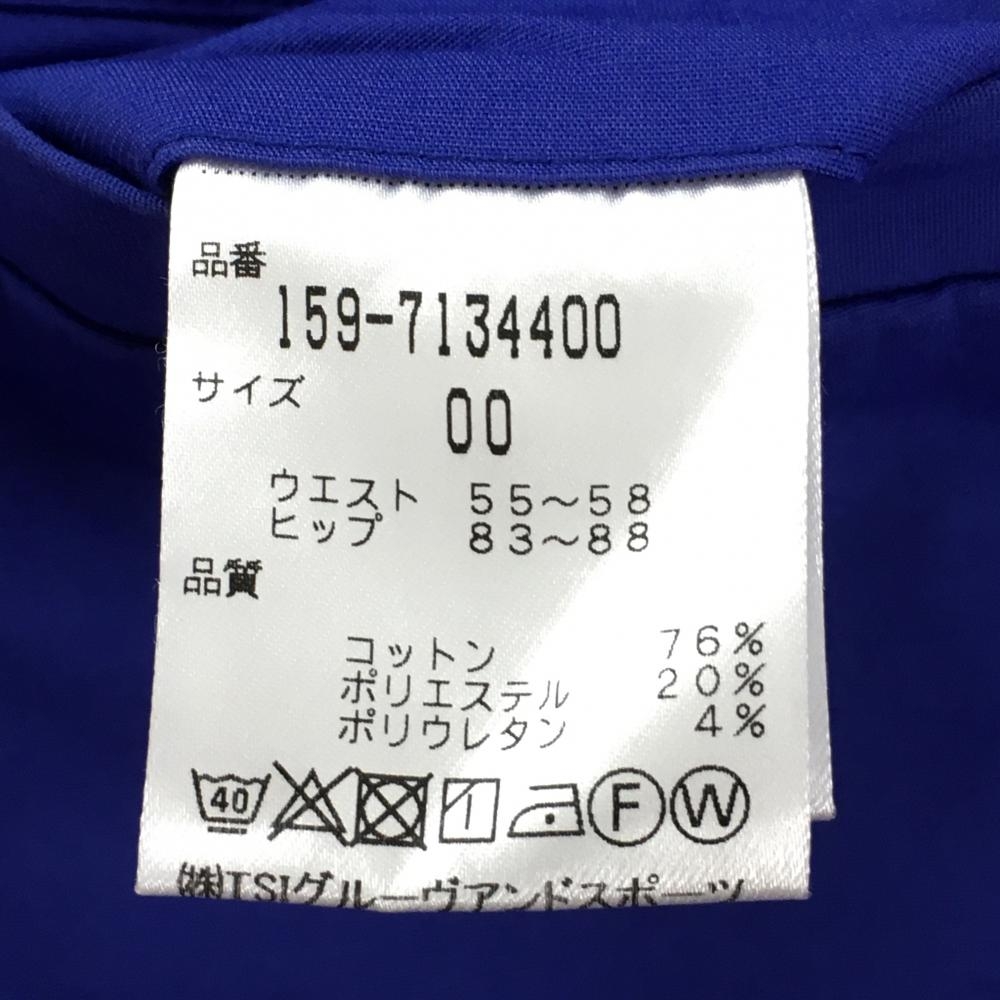 品番
159-7134400
サイズ
00
ウエスト 55~58
ヒップ 83~88
品質
コットン 76%
ポリエステル 20%
ポリウレタン 4%
40 F W
㈱TSIグルーヴアンドスポーツ